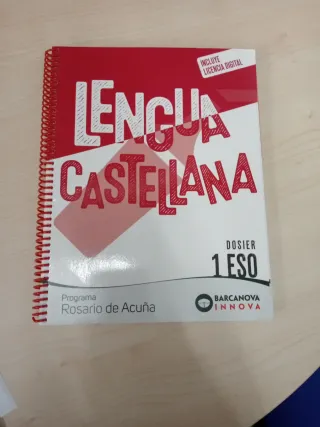 INCLUYE
LICENCIA DIGITAL
LENGUA
CASTELLANA
DOSIER
1 ESO
Programa
Rosario de Acuña
BARCANOVA
INNOVA